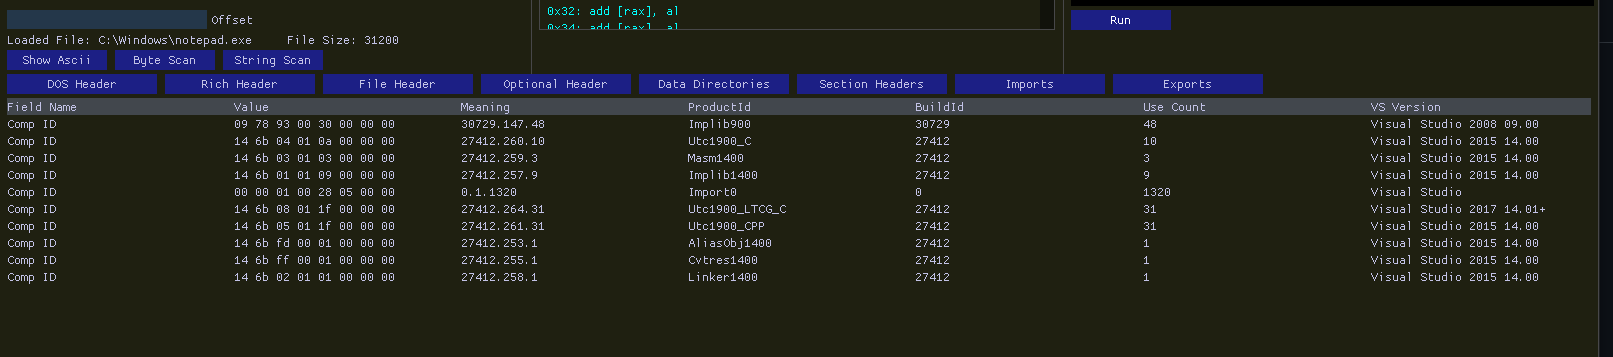 0x32: add [rax], al
0x34: add [rax], al
Offset
Run
Loaded File: C:\Windows\notepad.exe File Size: 31200
Show Ascii Byte Scan String Scan
DOS Header Rich Header File Header Optional Header Data Directories Section Headers Imports Exports
Field Name Value Meaning ProductId BuildId Use Count VS Version
Comp ID 09 78 93 00 30 00 00 00 30729.147.48 Implib900 30729 48 Visual Studio 2008 09.00
Comp ID 14 6b 04 01 0a 00 00 00 27412.260.10 Utc1900_C 27412 10 Visual Studio 2015 14.00
Comp ID 14 6b 03 01 03 00 00 00 27412.259.3 Masm1400 27412 3 Visual Studio 2015 14.00
Comp ID 14 6b 01 01 09 00 00 00 27412.257.9 Implib1400 27412 9 Visual Studio 2015 14.00
Comp ID 00 00 01 00 28 05 00 00 0.1.1320 Import0 0 1320 Visual Studio
Comp ID 14 6b 08 01 1f 00 00 00 27412.264.31 Utc1900_LTCG_C 27412 31 Visual Studio 2017 14.01+
Comp ID 14 6b 05 01 1f 00 00 00 27412.261.31 Utc1900_CPP 27412 31 Visual Studio 2015 14.00
Comp ID 14 6b fd 00 01 00 00 00 27412.253.1 AliasObj1400 27412 1 Visual Studio 2015 14.00
Comp ID 14 6b ff 00 01 00 00 00 27412.255.1 Cvtres1400 27412 1 Visual Studio 2015 14.00
Comp ID 14 6b 02 01 01 00 00 00 27412.258.1 Linker1400 27412 1 Visual Studio 2015 14.00